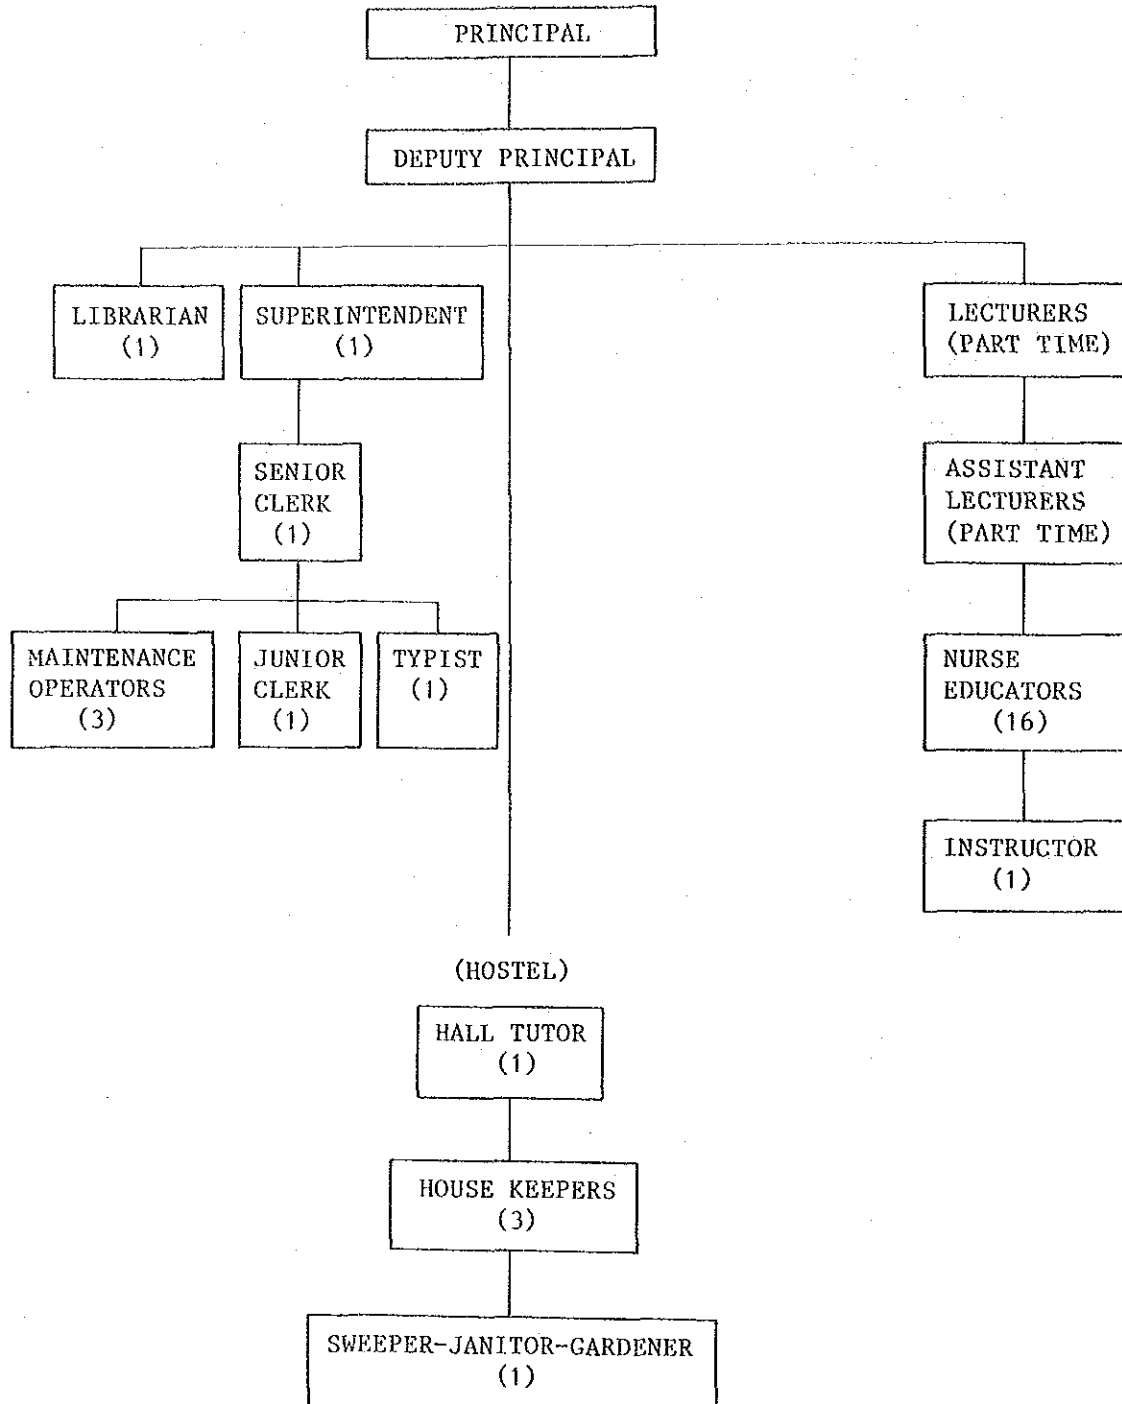 PRINCIPAL
DEPUTY PRINCIPAL
LIBRARIAN
(1)
SUPERINTENDENT
(1)
LECTURERS
(PART TIME)
SENIOR
CLERK
(1)
ASSISTANT
LECTURERS
(PART TIME)
MAINTENANCE
OPERATORS
(3)
JUNIOR
CLERK
(1)
TYPIST
(1)
NURSE
EDUCATORS
(16)
INSTRUCTOR
(1)
(HOSTEL)
HALL TUTOR
(1)
HOUSE KEEPERS
(3)
SWEEPER-JANITOR-GARDENER
(1)